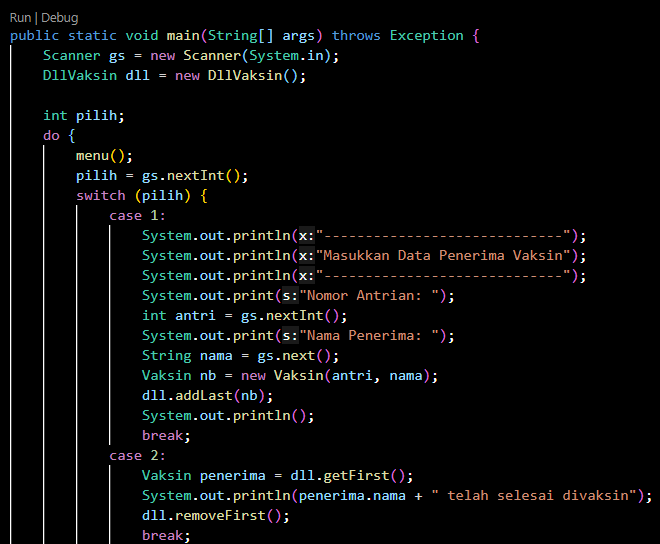 Run | Debug
public static void main(String[] args) throws Exception {
Scanner gs = new Scanner(System.in);
DllVaksin dll = new DllVaksin();
int pilih;
do {
menu();
pilih = gs.nextInt();
switch (pilih) {
case 1:
System.out.println(x:"-----------------------------");
System.out.println(x:"Masukkan Data Penerima Vaksin");
System.out.println(x:"-----------------------------");
System.out.print(s:"Nomor Antrian: ");
int antri = gs.nextInt();
System.out.print(s:"Nama Penerima: ");
String nama = gs.next();
Vaksin nb = new Vaksin(antri, nama);
dll.addLast(nb);
System.out.println();
break;
case 2:
Vaksin penerima = dll.getFirst();
System.out.println(penerima.nama + " telah selesai divaksin");
dll.removeFirst();
break;